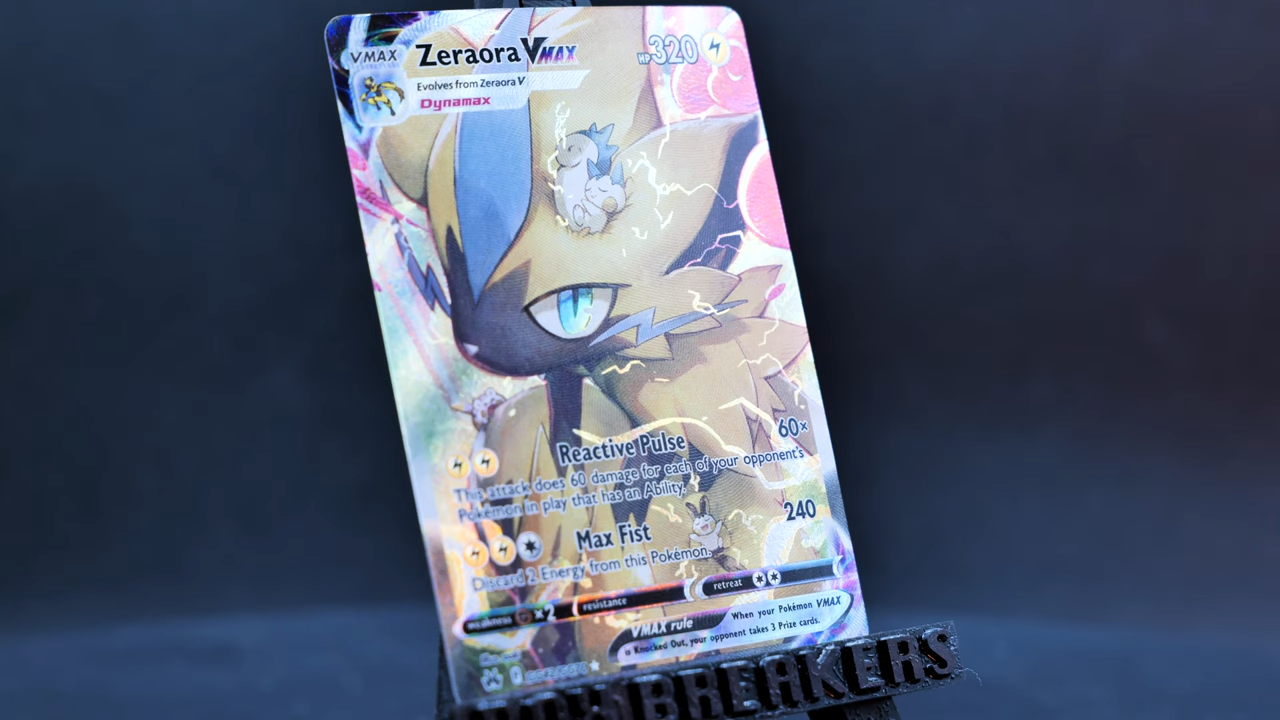 VMAX Zeraora VMAX HP 320
Evolves from Zeraora V
Dynamax
Reactive Pulse 60×
This attack does 60 damage for each of your opponent's
Pokémon in play that has an Ability.
Max Fist 240
Discard 2 Energy from this Pokémon.
weakness ×2 resistance retreat
VMAX rule When your Pokémon VMAX
is Knocked Out, your opponent takes 3 Prize cards.
BREAKERS